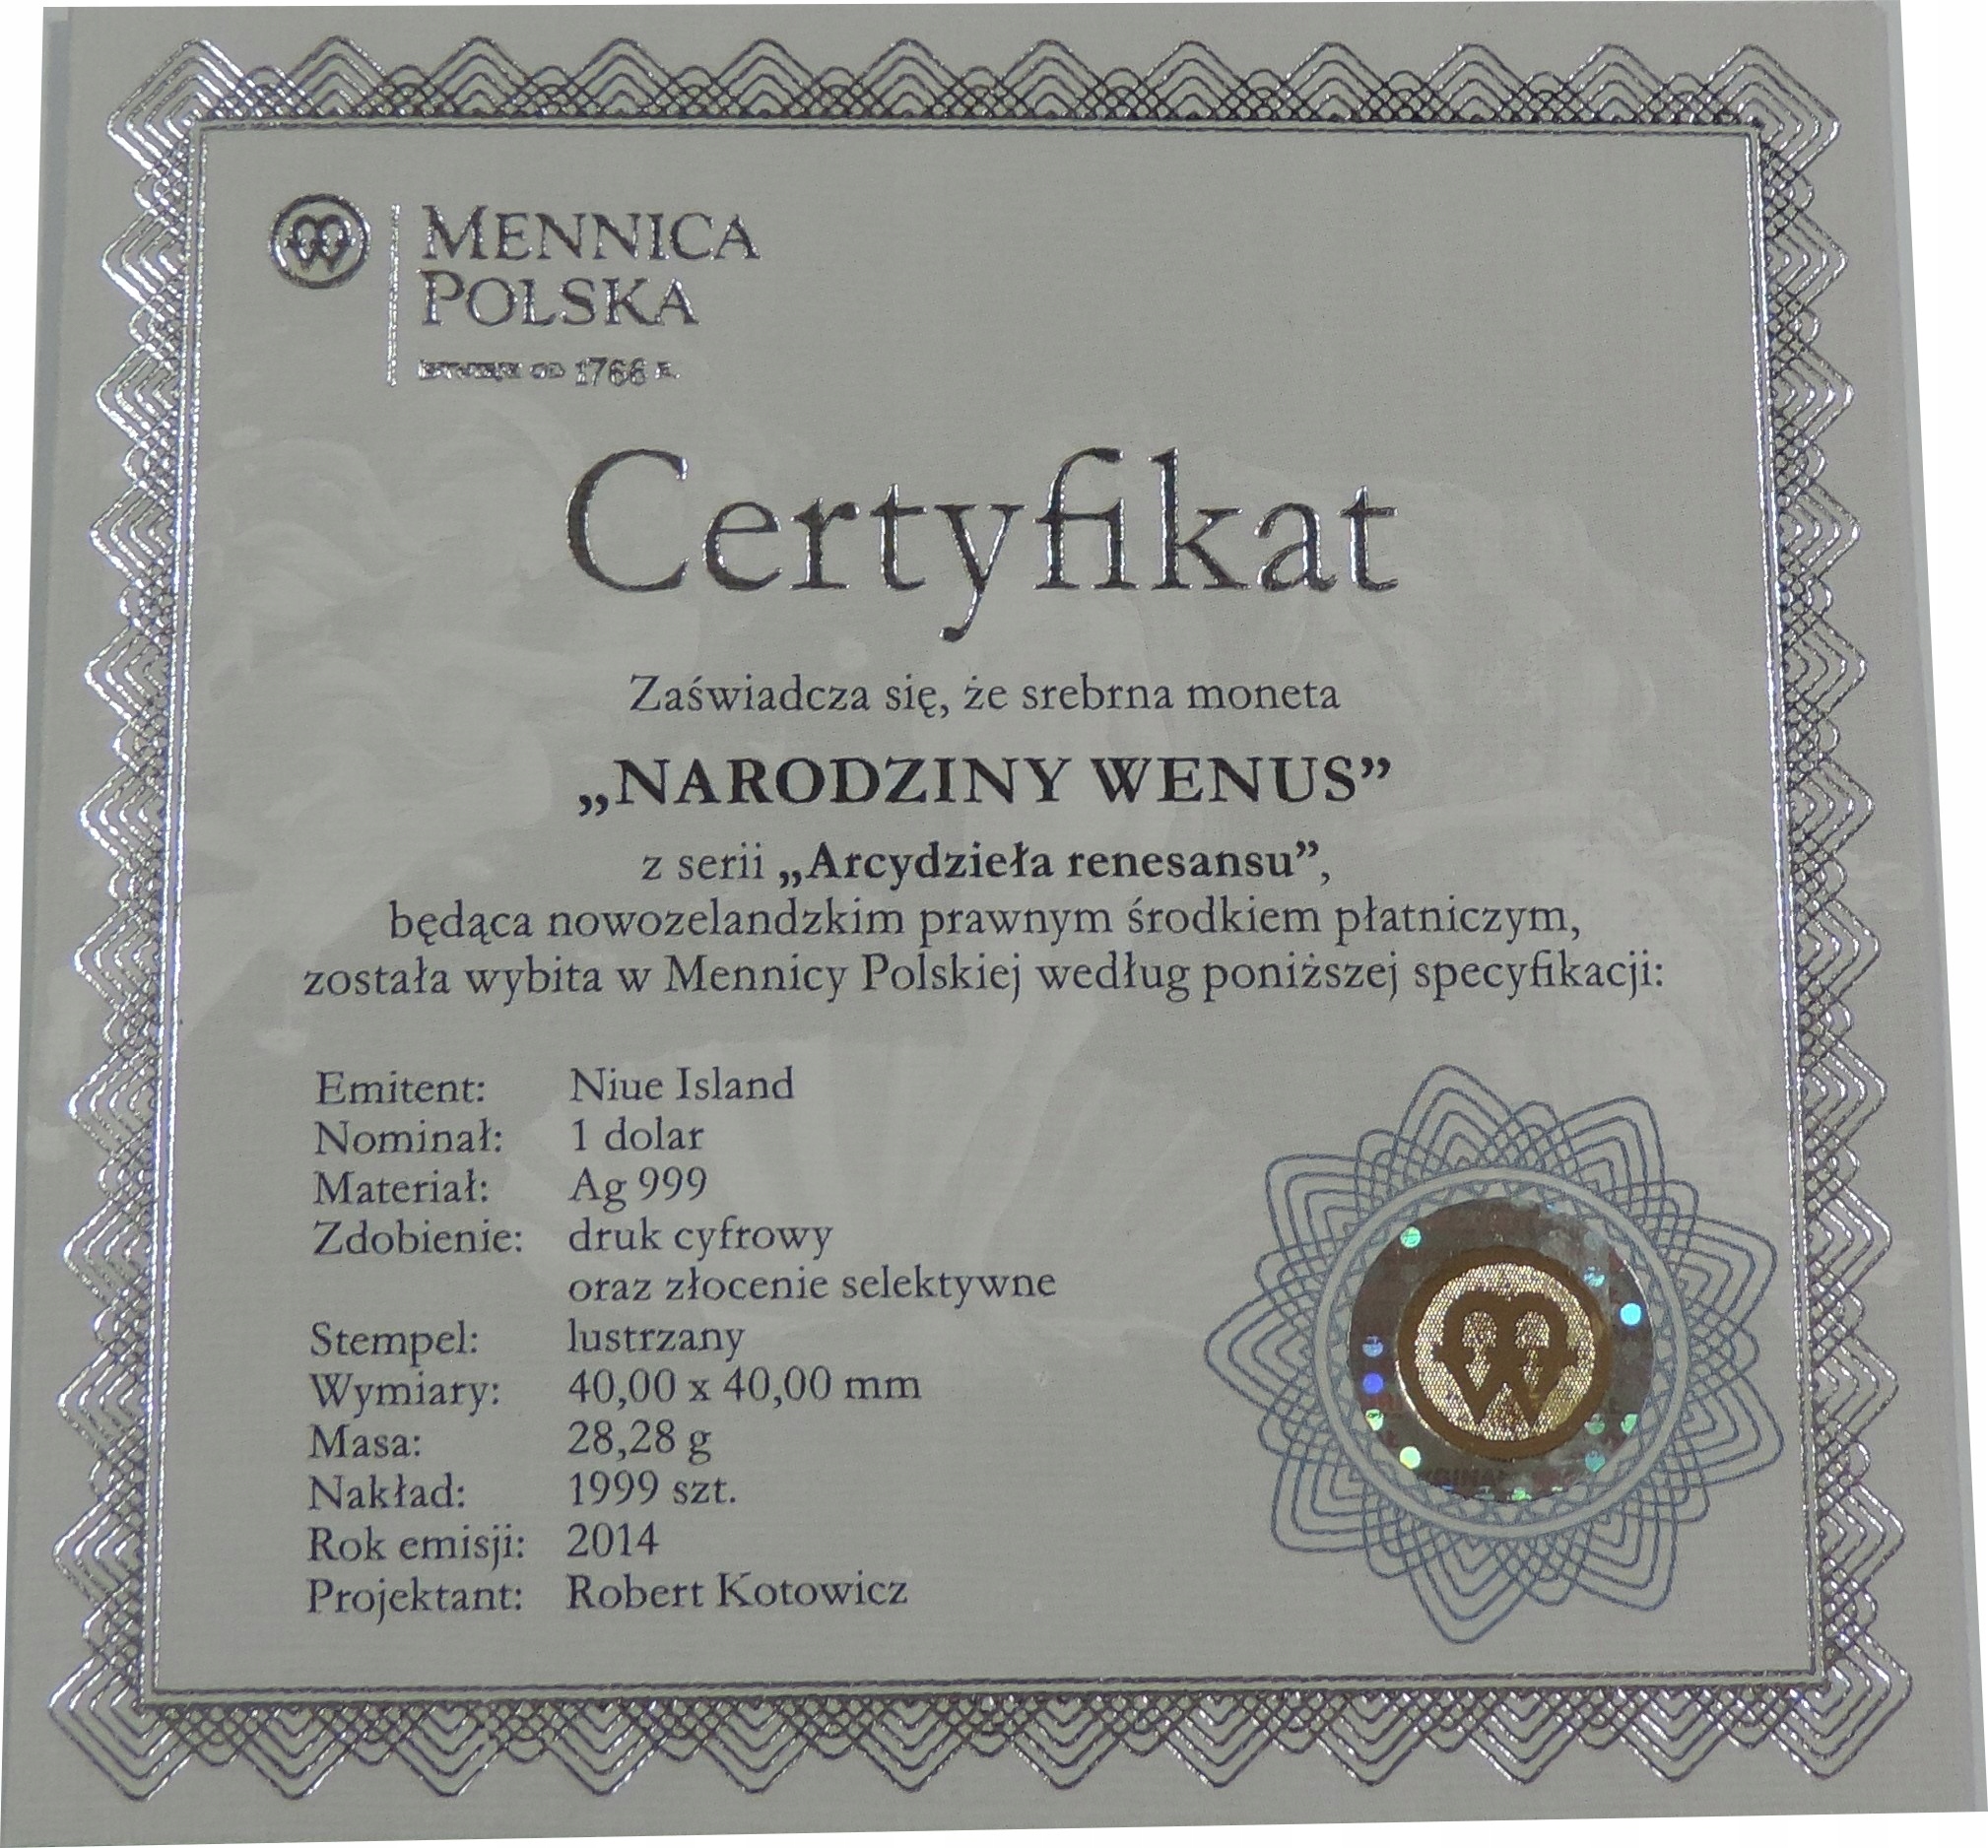 MENNICA
POLSKA
OD 1766 R.
Certyfikat
Zaświadcza się, że srebrna moneta
„NARODZINY WENUS”
z serii „Arcydzieła renesansu”,
będąca nowozelandzkim prawnym środkiem płatniczym,
została wybita w Mennicy Polskiej według poniższej specyfikacji:
Emitent: Niue Island
Nominał: 1 dolar
Materiał: Ag 999
Zdobienie: druk cyfrowy
oraz złocenie selektywne
Stempel: lustrzany
Wymiary: 40,00 x 40,00 mm
Masa: 28,28 g
Nakład: 1999 szt.
Rok emisji: 2014
Projektant: Robert Kotowicz